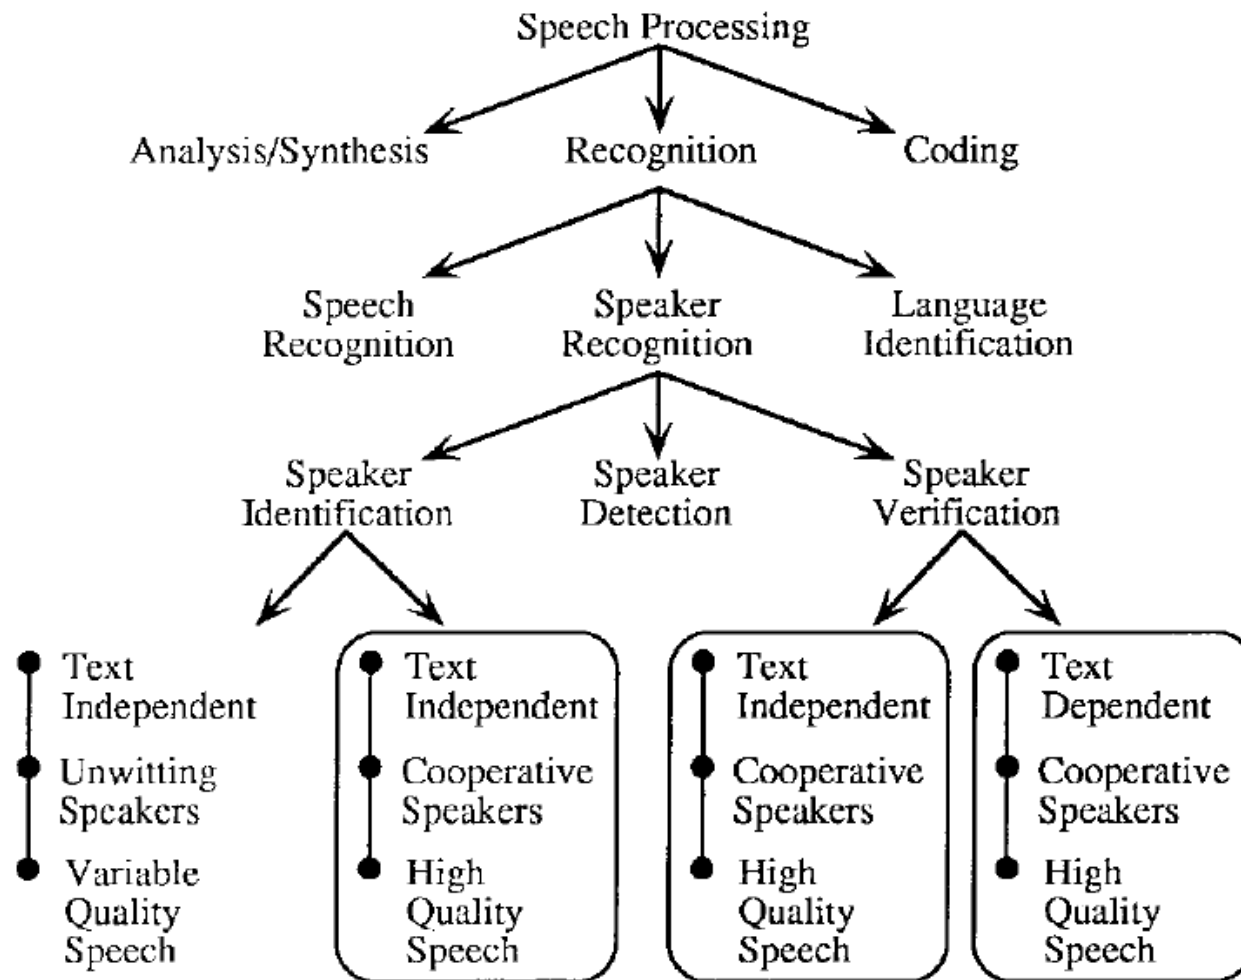 Speech Processing
Analysis/Synthesis
Recognition
Coding
Speech
Recognition
Speaker
Recognition
Language
Identification
Speaker
Identification
Speaker
Detection
Speaker
Verification
Text
Independent
Unwitting
Speakers
Variable
Quality
Speech
Text
Independent
Cooperative
Speakers
High
Quality
Speech
Text
Independent
Cooperative
Speakers
High
Quality
Speech
Text
Dependent
Cooperative
Speakers
High
Quality
Speech